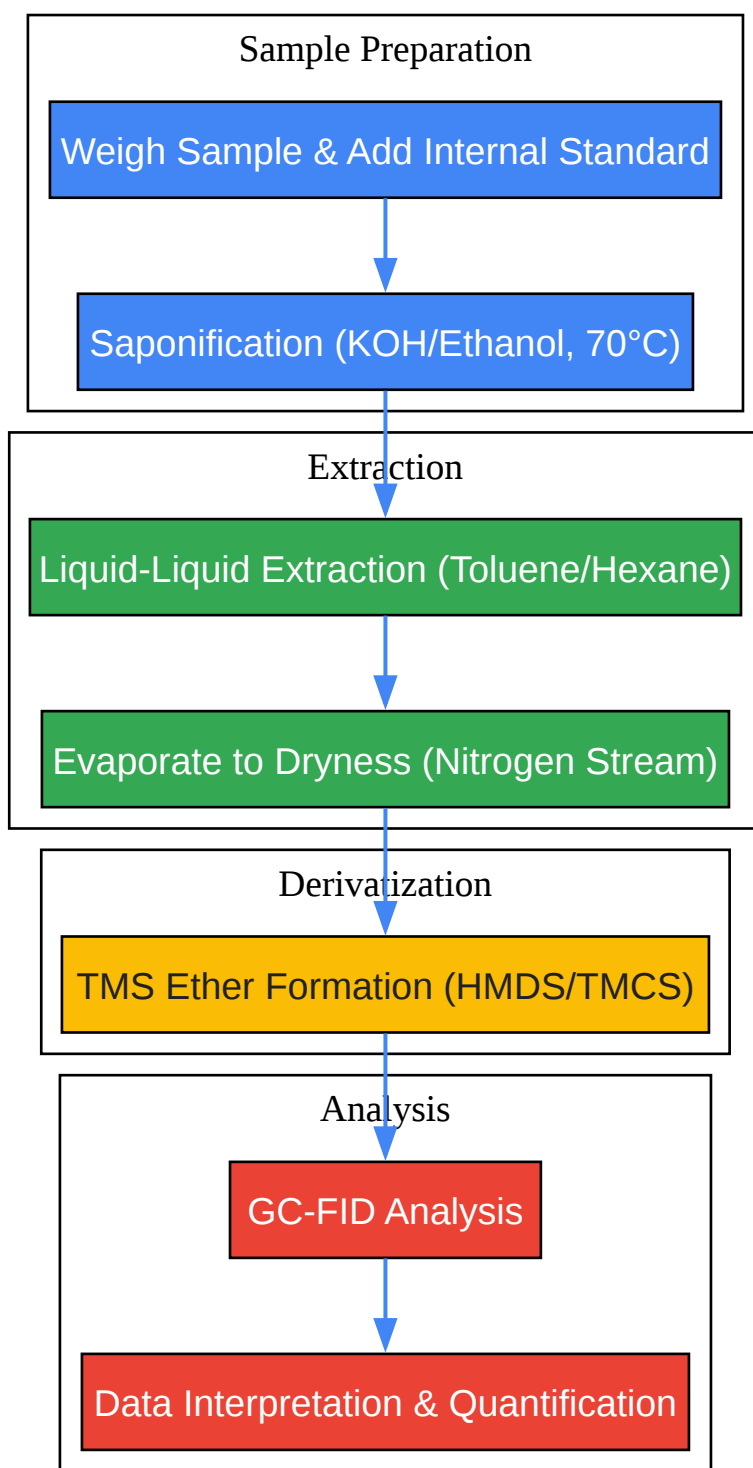 Sample Preparation
Weigh Sample & Add Internal Standard
Saponification (KOH/Ethanol, 70°C)
Extraction
Liquid-Liquid Extraction (Toluene/Hexane)
Evaporate to Dryness (Nitrogen Stream)
Derivatization
TMS Ether Formation (HMDS/TMCS)
Analysis
GC-FID Analysis
Data Interpretation & Quantification